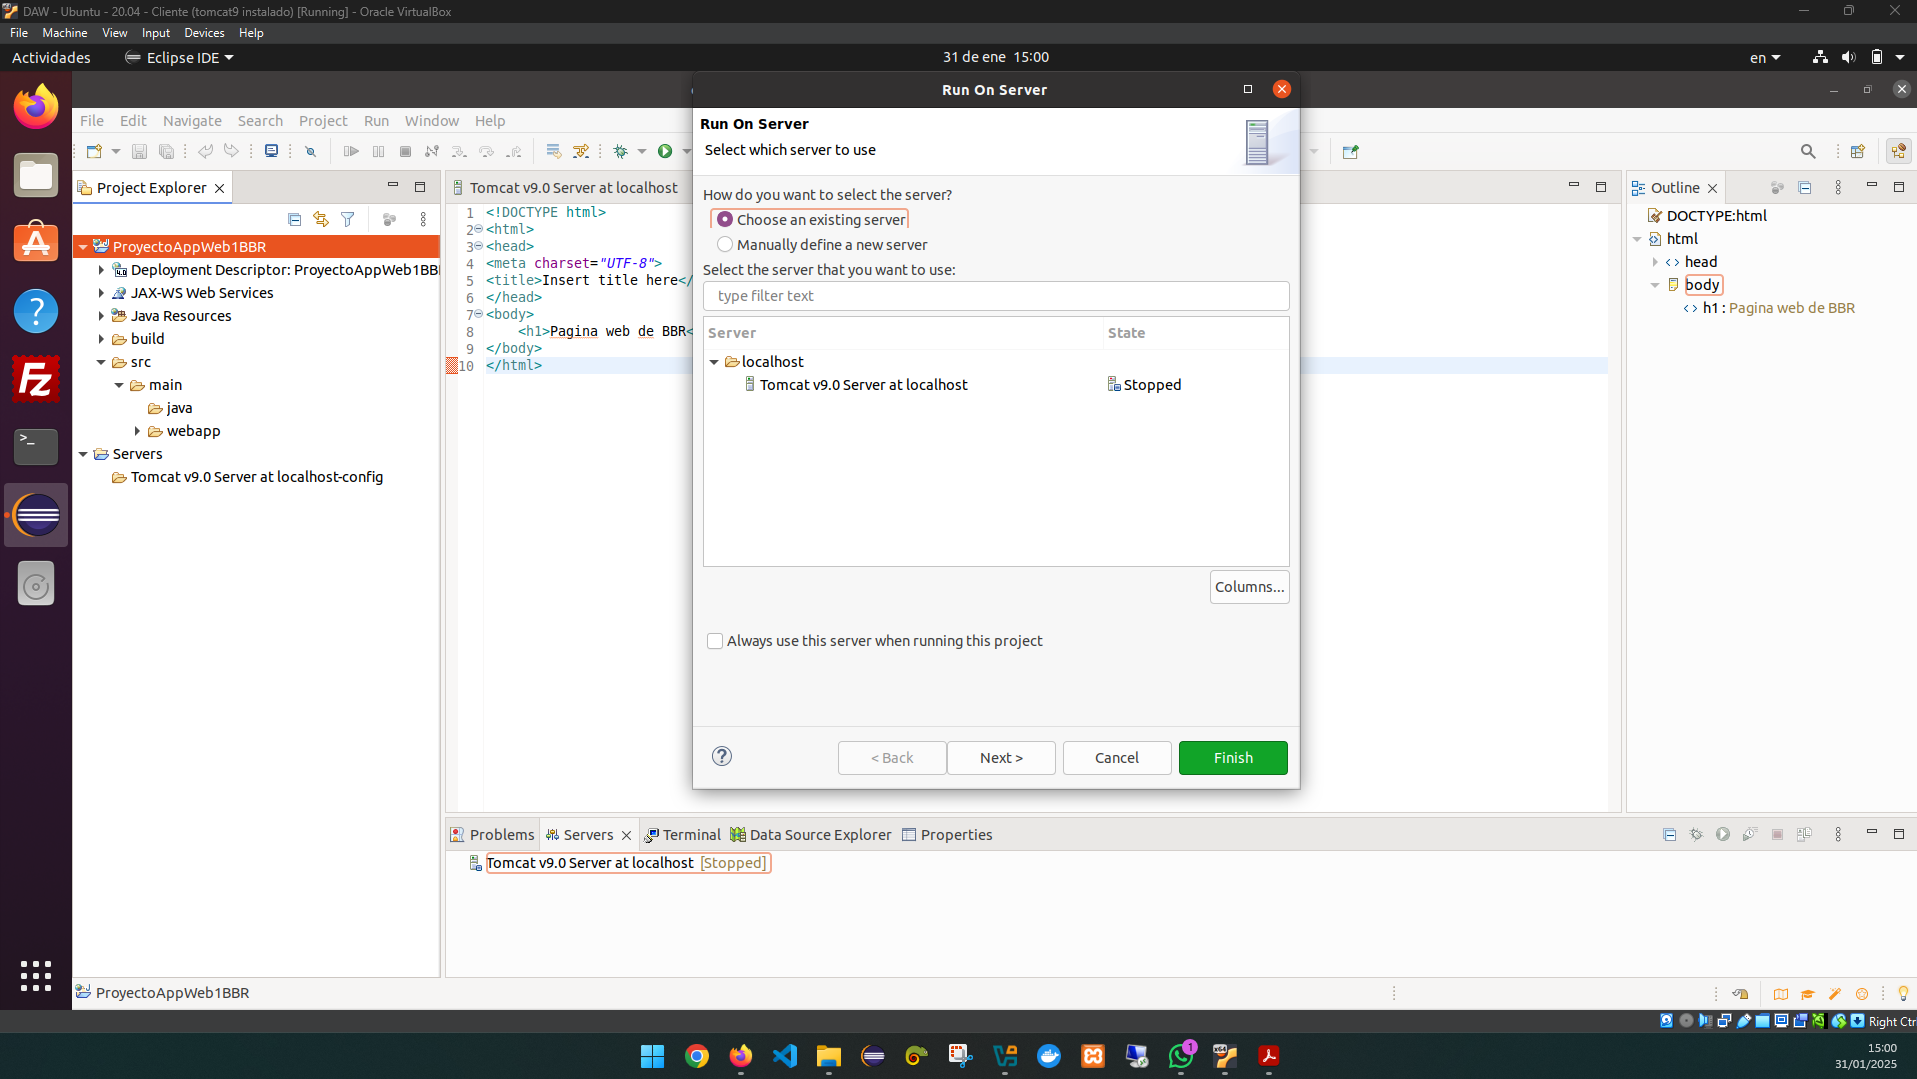 DAW - Ubuntu - 20.04 - Cliente (tomcat9 instalado) [Running] - Oracle VirtualBox
File Machine View Input Devices Help
Actividades Eclipse IDE 31 de ene 15:00 en
Run On Server
File Edit Navigate Search Project Run Window Help
Run On Server
Select which server to use
Project Explorer
Tomcat v9.0 Server at localhost
Outline
ProyectoAppWeb1BBR
Deployment Descriptor: ProyectoAppWeb1BB
JAX-WS Web Services
Java Resources
build
src
main
java
webapp
Servers
Tomcat v9.0 Server at localhost-config
1 <!DOCTYPE html>
2 <html>
3 <head>
4 <meta charset="UTF-8">
5 <title>Insert title here</
6 </head>
7 <body>
8 <h1>Pagina web de BBR<
9 </body>
10 </html>
How do you want to select the server?
Choose an existing server
Manually define a new server
Select the server that you want to use:
type filter text
Server State
localhost
Tomcat v9.0 Server at localhost Stopped
Columns...
Always use this server when running this project
< Back Next > Cancel Finish
DOCTYPE:html
html
head
body
h1 : Pagina web de BBR
Problems Servers Terminal Data Source Explorer Properties
Tomcat v9.0 Server at localhost [Stopped]
ProyectoAppWeb1BBR
Right Ctr
1
15:00
31/01/2025